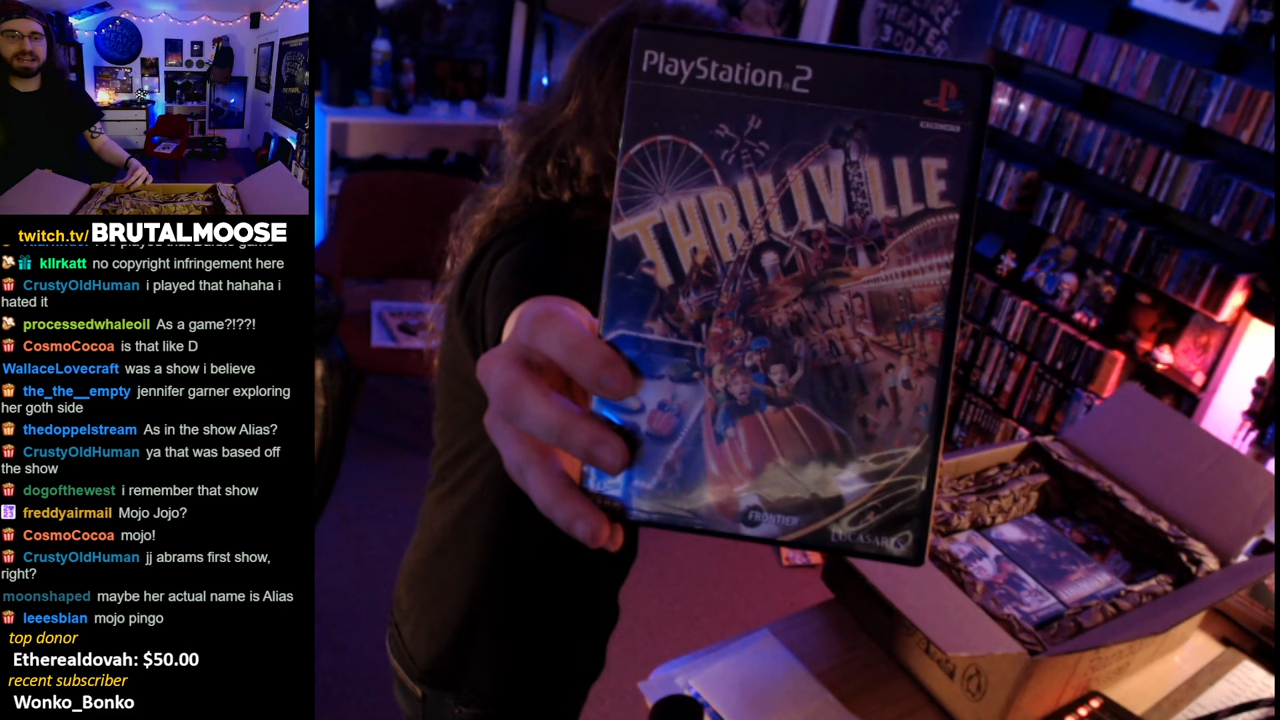 twitch.tv/BRUTALMOOSE
kllrkatt no copyright infringement here
CrustyOldHuman i played that hahaha i
hated it
processedwhaleoil As a game?!??!
CosmoCocoa is that like D
WallaceLovecraft was a show i believe
the_the__empty jennifer garner exploring
her goth side
thedoppelstream As in the show Alias?
CrustyOldHuman ya that was based off
the show
dogofthewest i remember that show
freddyairmail Mojo Jojo?
CosmoCocoa mojo!
CrustyOldHuman jj abrams first show,
right?
moonshaped maybe her actual name is Alias
leeesbian mojo pingo
top donor
Etherealdovah: $50.00
recent subscriber
Wonko_Bonko
THEATER
3000
PlayStation 2
THRILLVILLE
FRONTIER
LUCASARTS